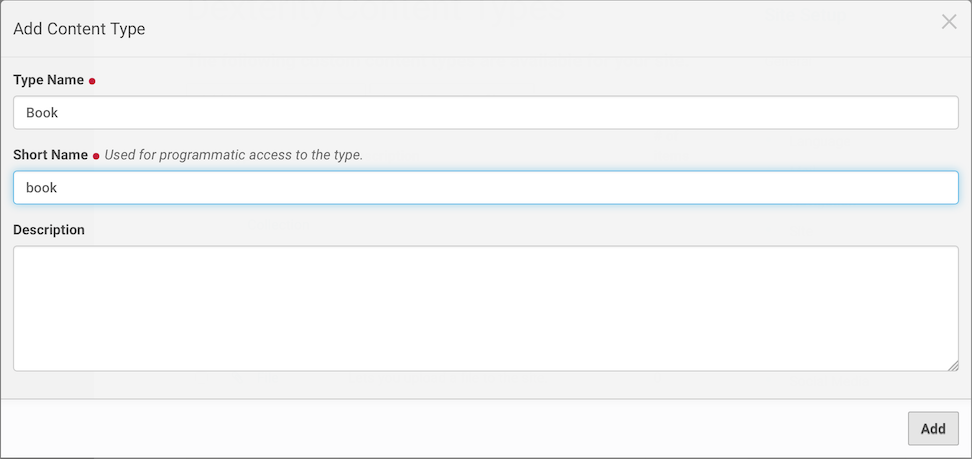 Add Content Type
Type Name
Book
Short Name Used for programmatic access to the type.
book
Description
Add